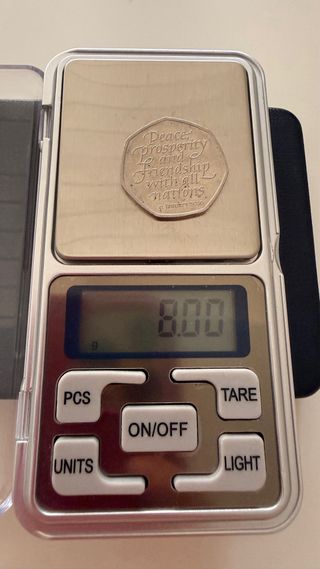 Peace,
prosperity
and
friendship
with all
nations
8.00
g
PCS
TARE
ON/OFF
UNITS
LIGHT